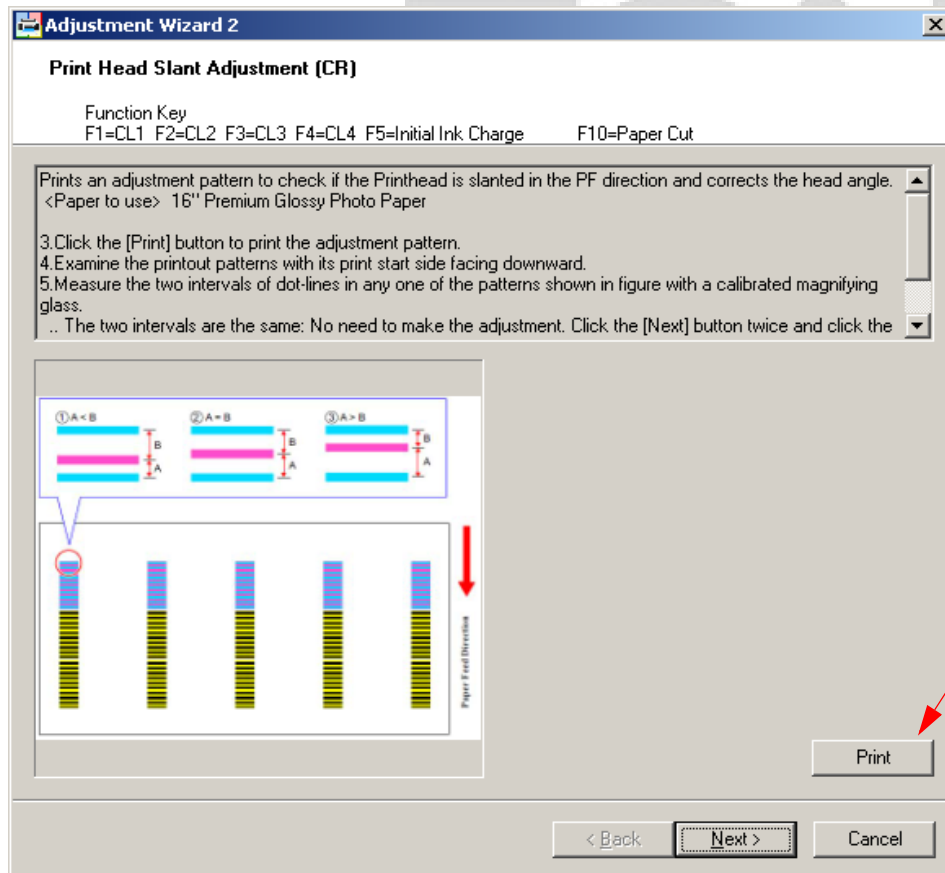 Adjustment Wizard 2
Print Head Slant Adjustment (CR)
Function Key
F1=CL1 F2=CL2 F3=CL3 F4=CL4 F5=Initial Ink Charge F10=Paper Cut
Prints an adjustment pattern to check if the Printhead is slanted in the PF direction and corrects the head angle.
<Paper to use> 16" Premium Glossy Photo Paper
3.Click the [Print] button to print the adjustment pattern.
4.Examine the printout patterns with its print start side facing downward.
5.Measure the two intervals of dot-lines in any one of the patterns shown in figure with a calibrated magnifying
glass.
.. The two intervals are the same: No need to make the adjustment. Click the [Next] button twice and click the
①A<B ②A=B ③A>B
B B B
A A A
Paper Feed Direction
Print
< Back Next > Cancel